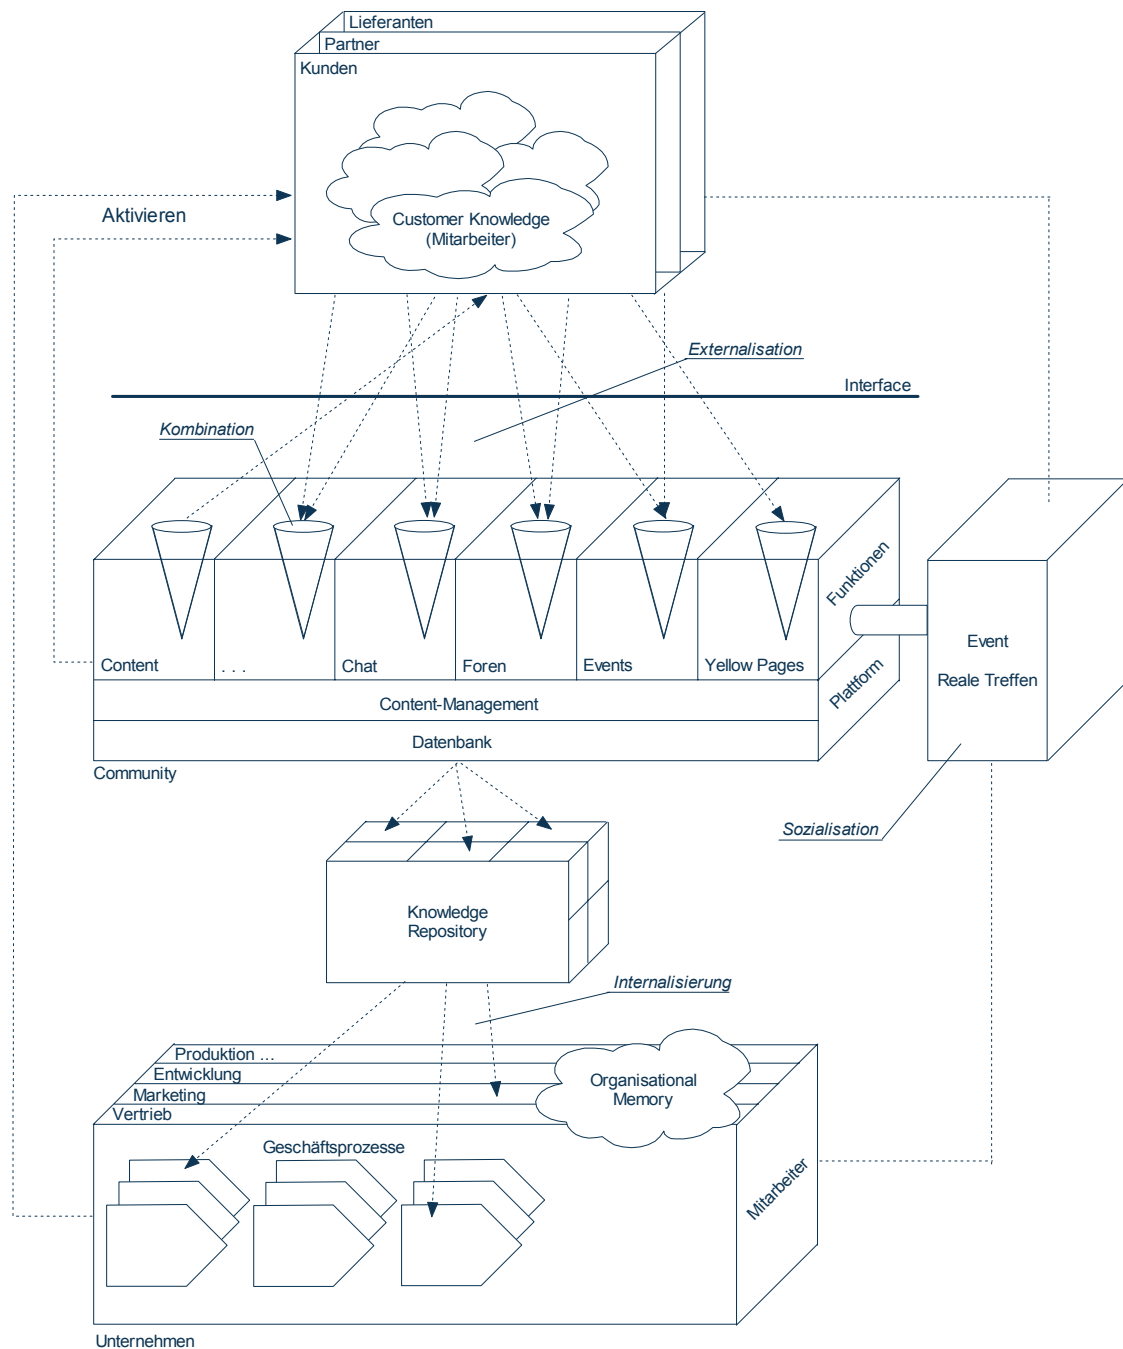 Lieferanten
Partner
Kunden
Customer Knowledge
(Mitarbeiter)
Aktivieren
Externalisation
Interface
Kombination
Funktionen
Content
. . .
Chat
Foren
Events
Yellow Pages
Event
Reale Treffen
Plattform
Content-Management
Datenbank
Community
Sozialisation
Knowledge
Repository
Internalisierung
Produktion ...
Entwicklung
Marketing
Vertrieb
Organisational
Memory
Geschäftsprozesse
Mitarbeiter
Unternehmen